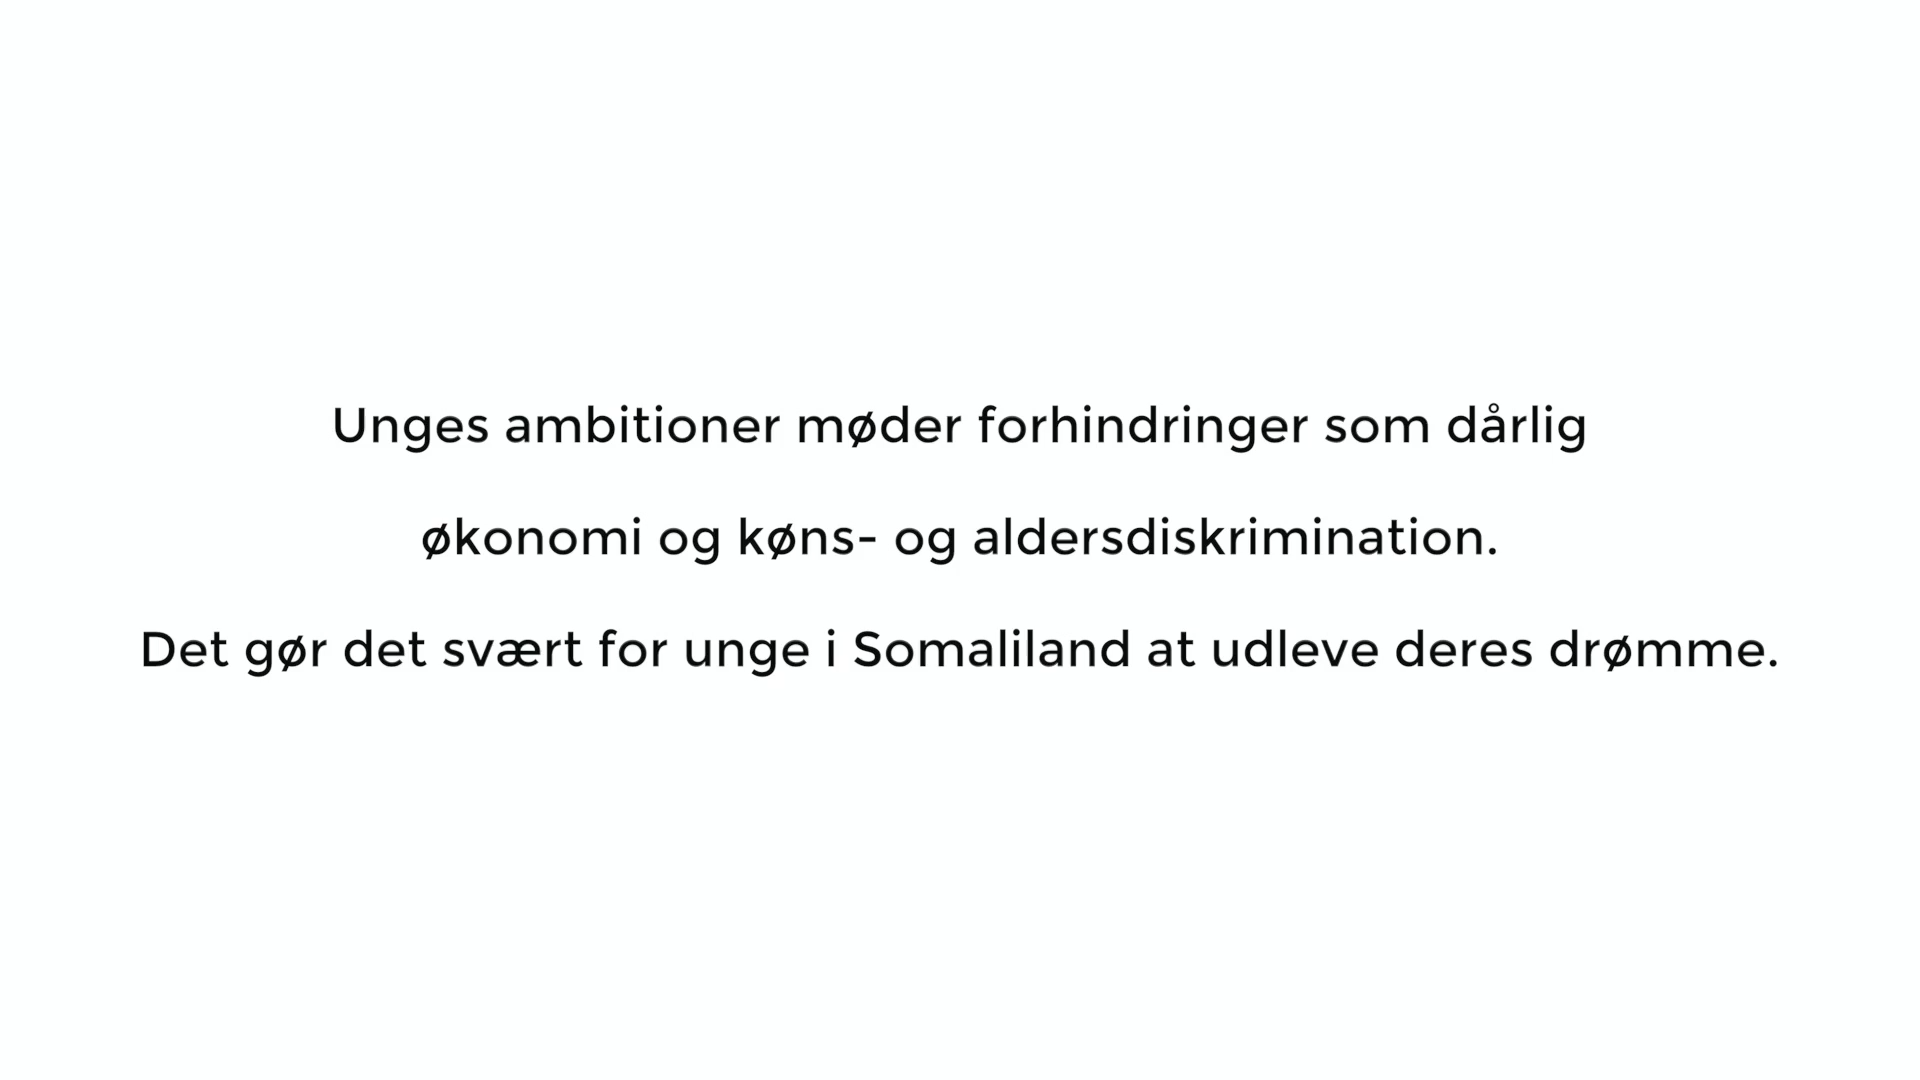 Unges ambitioner møder forhindringer som dårlig
økonomi og køns- og aldersdiskrimination.
Det gør det svært for unge i Somaliland at udleve deres drømme.